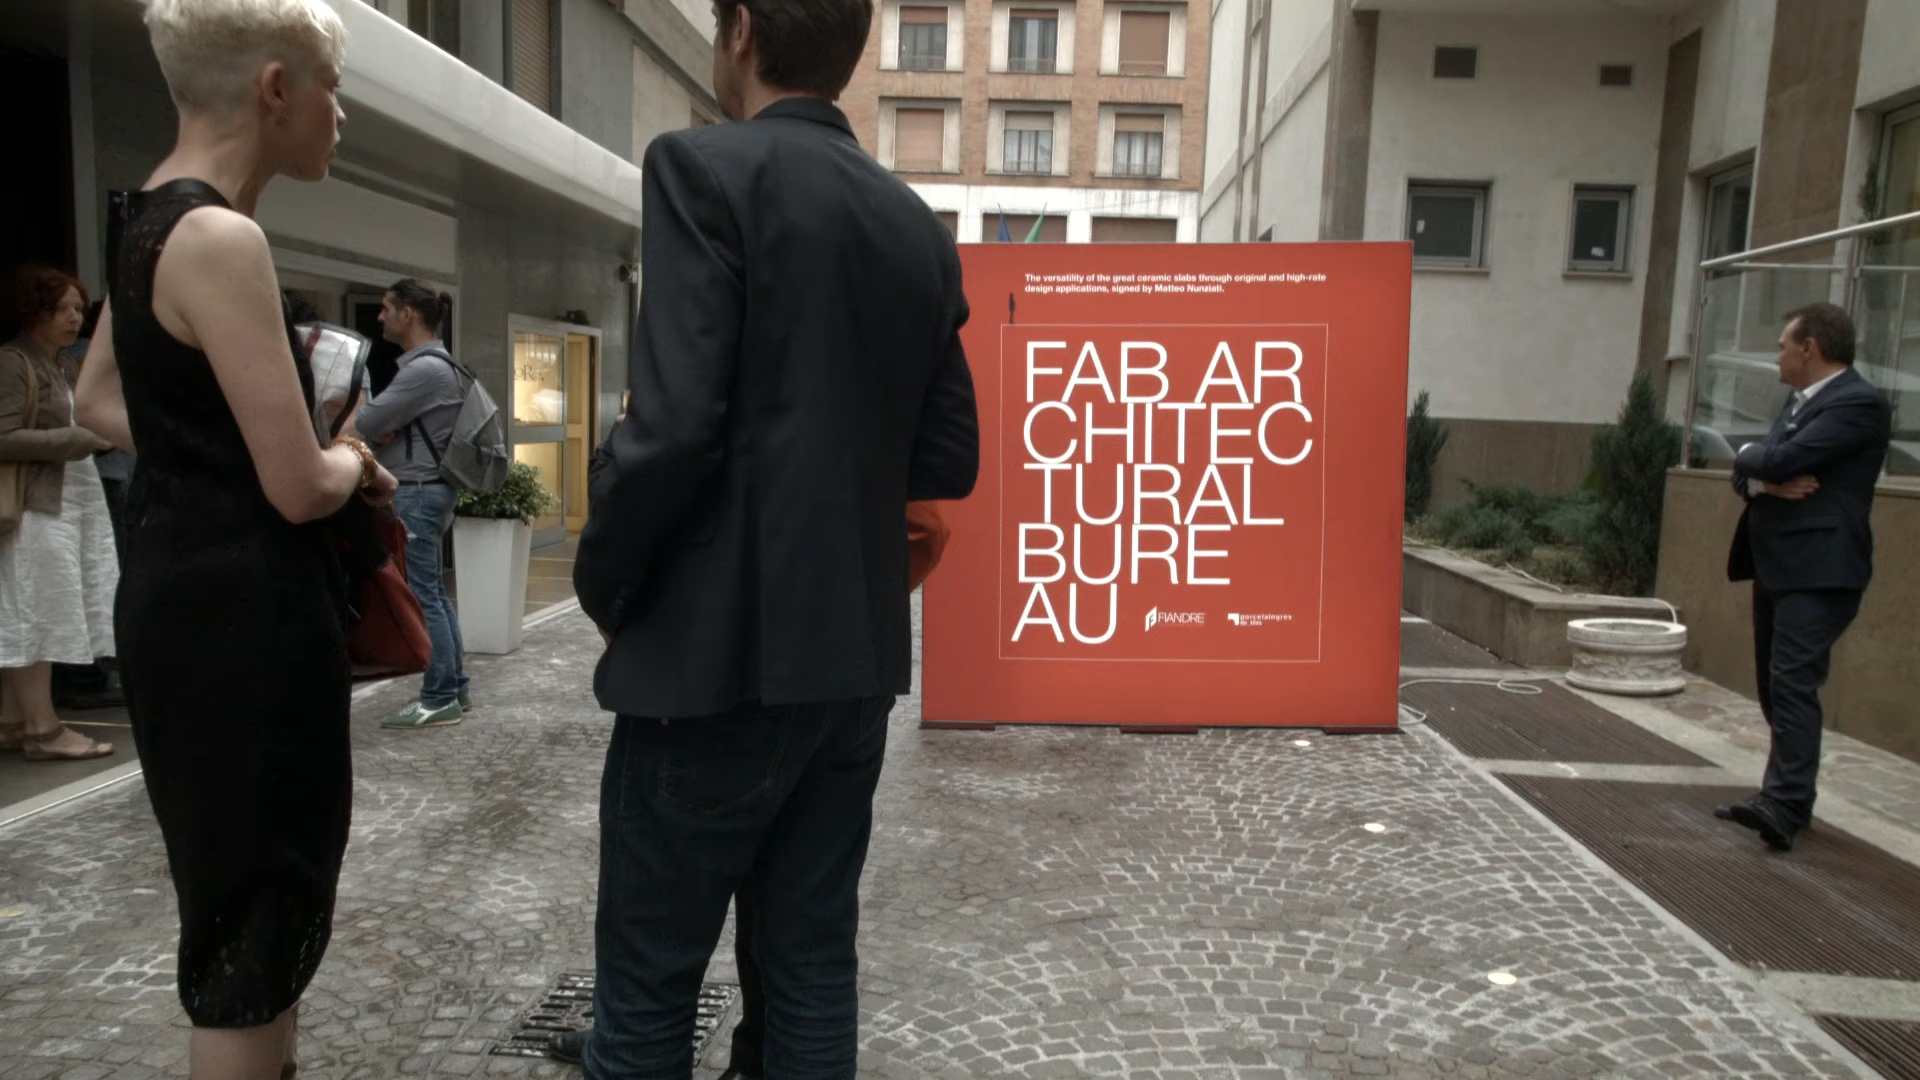 The versatility of the great ceramic slabs through original and high-rate
design applications, signed by Matteo Nunziati.
FAB AR
CHITEC
TURAL
BURE
AU
FIANDRE
porcelaingres